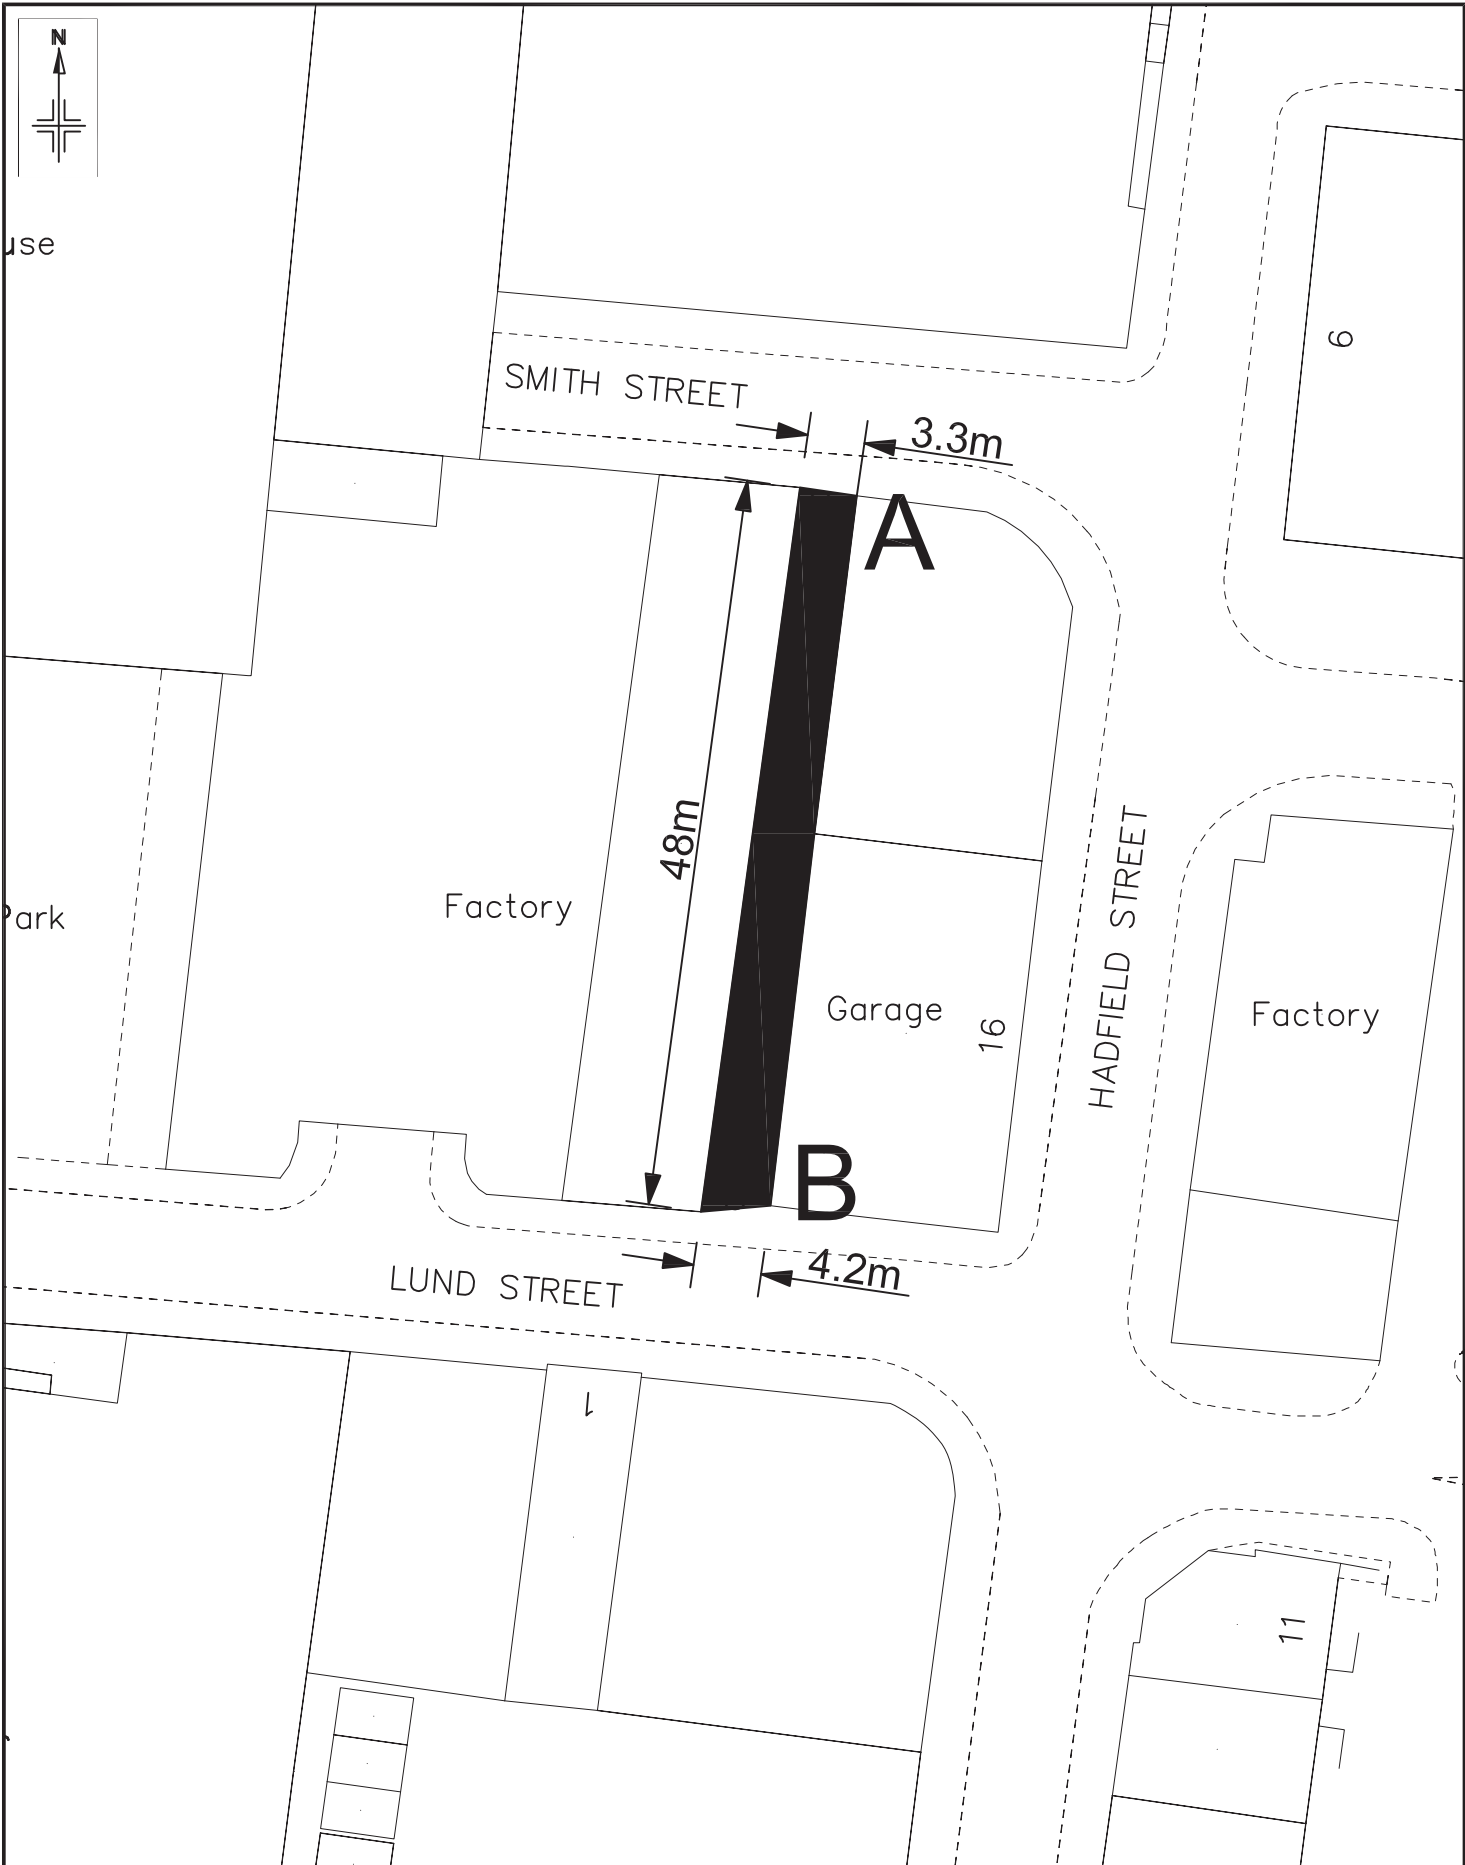 N
use
6
SMITH STREET
3.3m
A
48m
HADFIELD STREET
Factory
Park
Garage
16
Factory
B
4.2m
LUND STREET
1
11